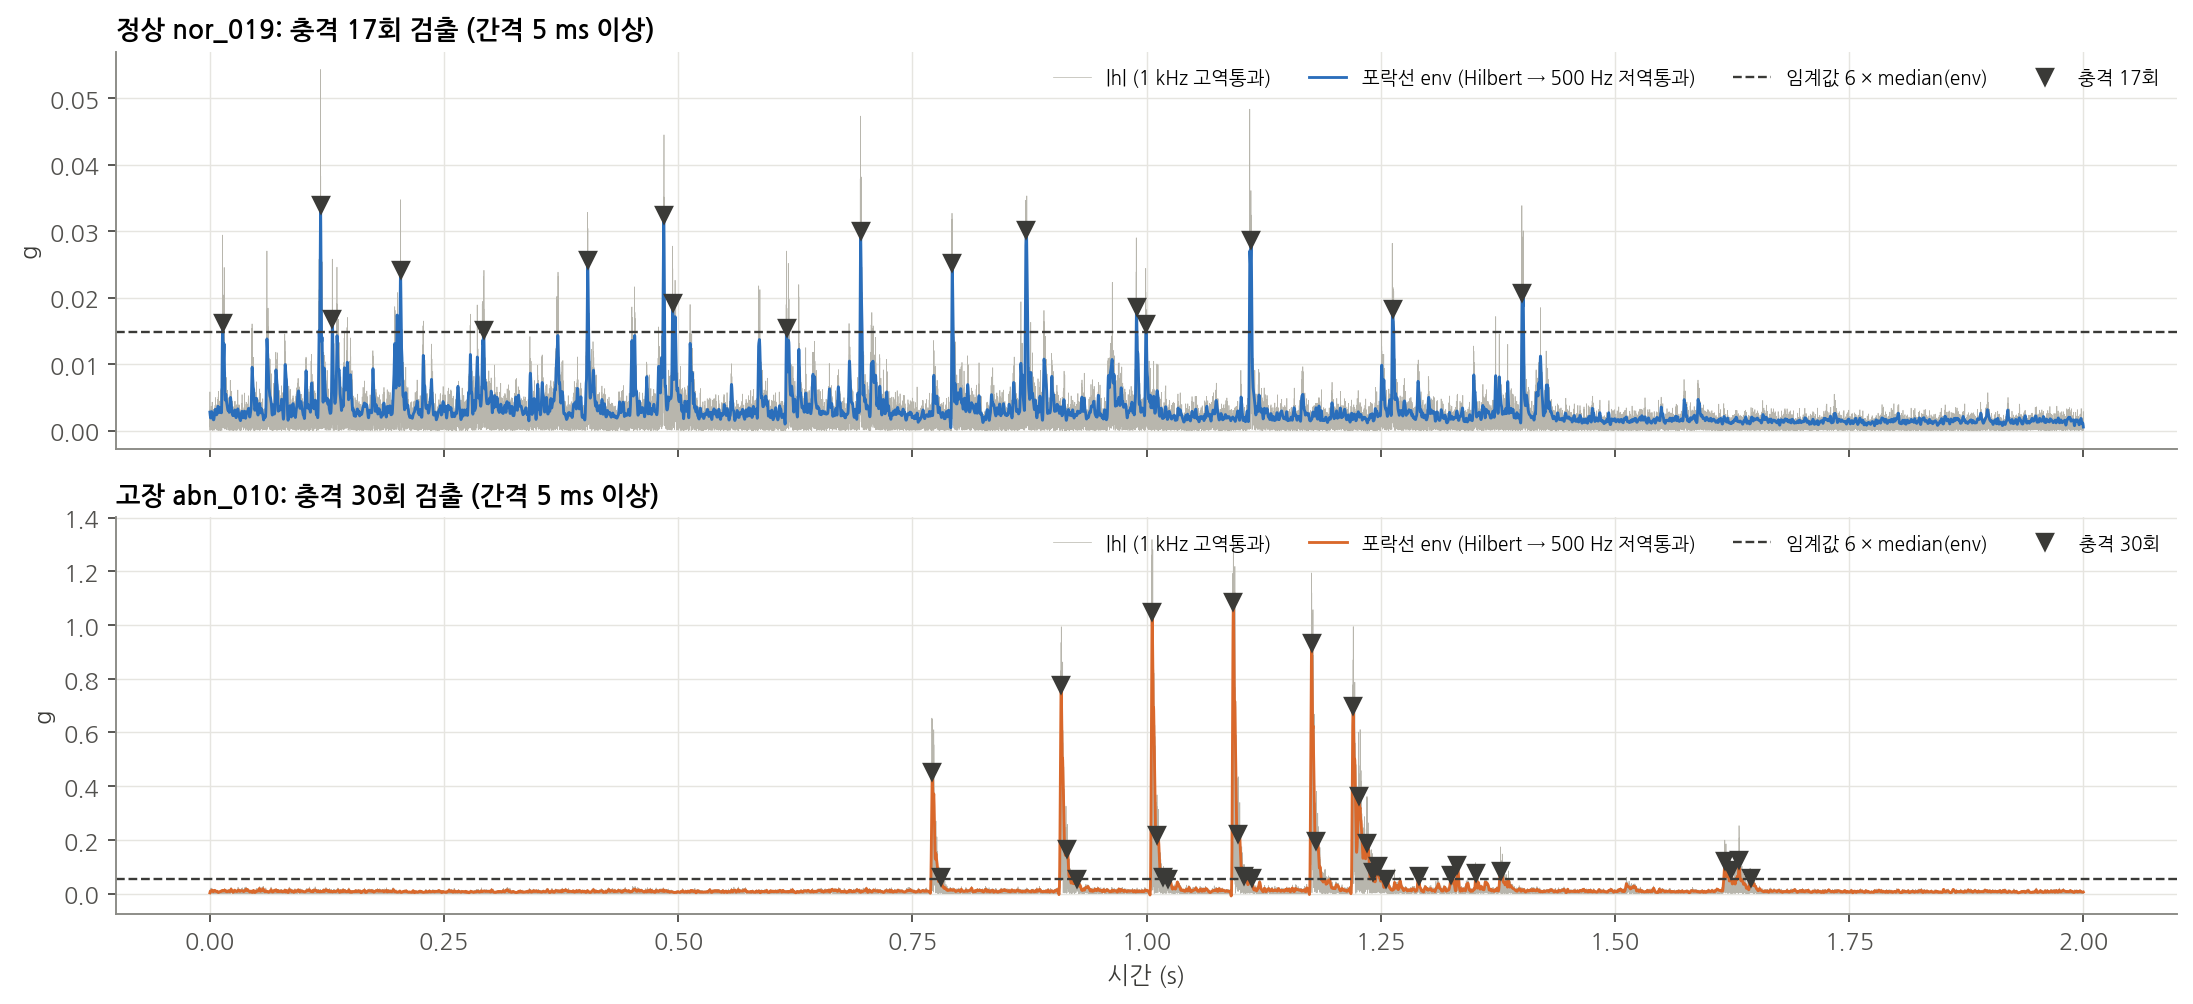 정상 nor_019: 충격 17회 검출 (간격 5 ms 이상)
|h| (1 kHz 고역통과)
포락선 env (Hilbert → 500 Hz 저역통과)
임계값 6 × median(env)
충격 17회
0.05
0.04
0.03
0.02
0.01
0.00
g
고장 abn_010: 충격 30회 검출 (간격 5 ms 이상)
|h| (1 kHz 고역통과)
포락선 env (Hilbert → 500 Hz 저역통과)
임계값 6 × median(env)
충격 30회
1.4
1.2
1.0
0.8
0.6
0.4
0.2
0.0
g
0.00 0.25 0.50 0.75 1.00 1.25 1.50 1.75 2.00
시간 (s)